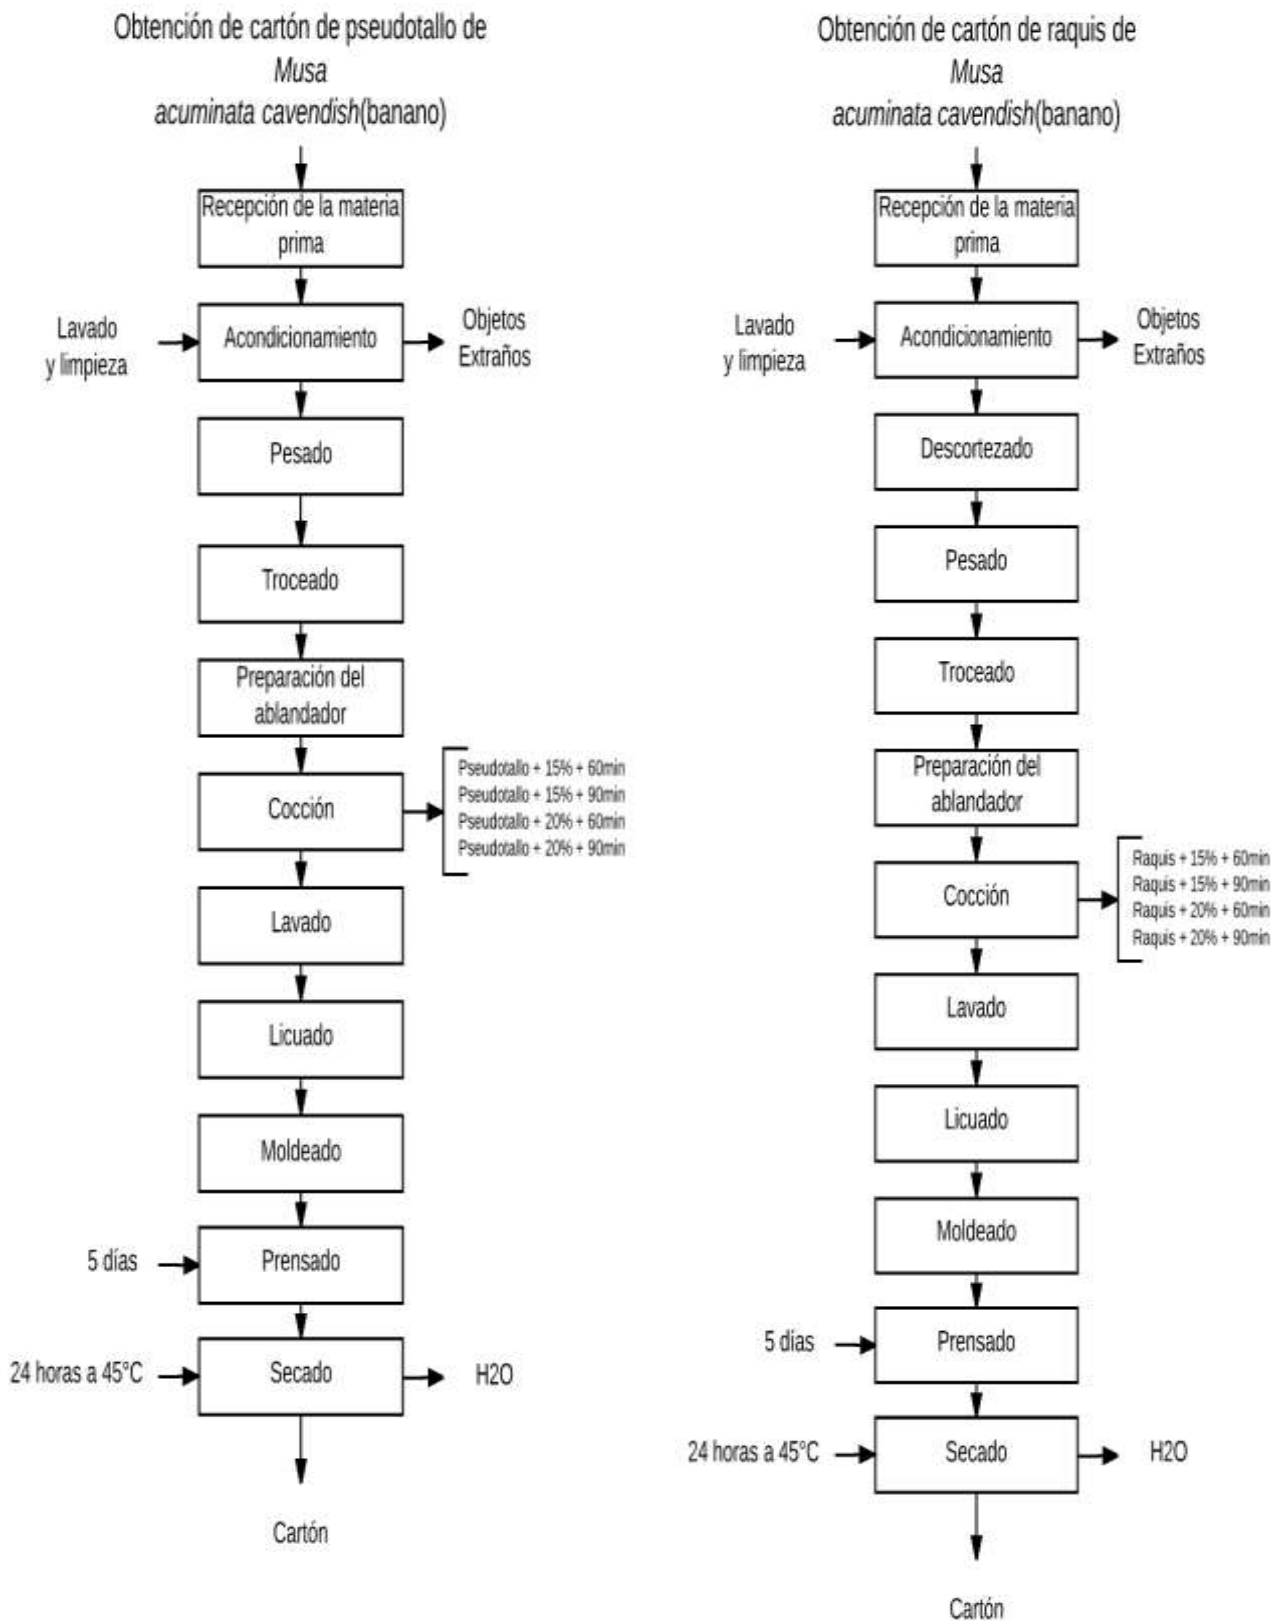 Obtención de cartón de pseudotallo de
Musa
acuminata cavendish(banano)
Recepción de la materia
prima
Lavado
y limpieza
Acondicionamiento
Objetos
Extraños
Pesado
Troceado
Preparación del
ablandador
Cocción
Pseudotallo + 15% + 60min
Pseudotallo + 15% + 90min
Pseudotallo + 20% + 60min
Pseudotallo + 20% + 90min
Lavado
Licuado
Moldeado
5 días
Prensado
24 horas a 45°C
Secado
H2O
Cartón
Obtención de cartón de raquis de
Musa
acuminata cavendish(banano)
Recepción de la materia
prima
Lavado
y limpieza
Acondicionamiento
Objetos
Extraños
Descortezado
Pesado
Troceado
Preparación del
ablandador
Cocción
Raquis + 15% + 60min
Raquis + 15% + 90min
Raquis + 20% + 60min
Raquis + 20% + 90min
Lavado
Licuado
Moldeado
5 días
Prensado
24 horas a 45°C
Secado
H2O
Cartón